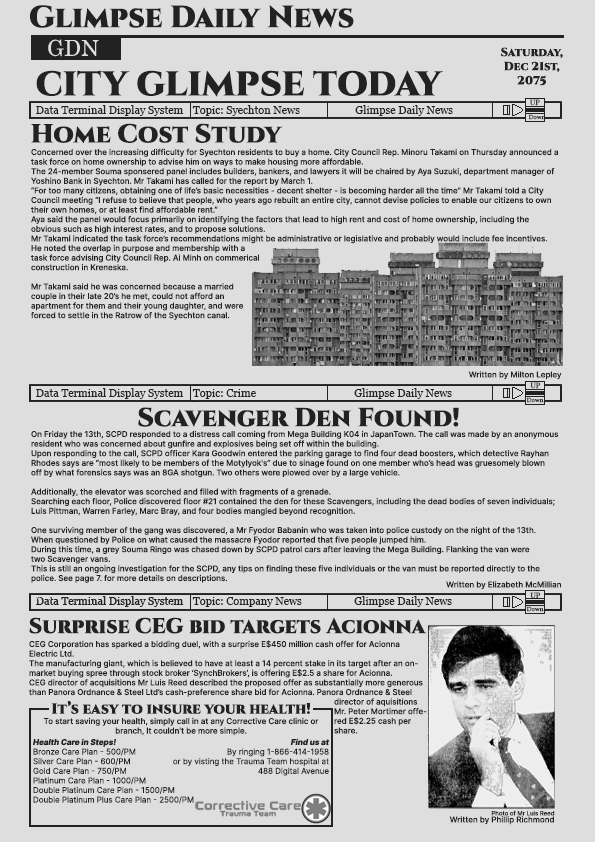 GLIMPSE DAILY NEWS
GDN
SATURDAY,
DEC 21ST,
2075
CITY GLIMPSE TODAY
Data Terminal Display System Topic: Syechton News Glimpse Daily News UP Down
HOME COST STUDY
Concerned over the increasing difficulty for Syechton residents to buy a home. City Council Rep. Minoru Takami on Thursday announced a
task force on home ownership to advise him on ways to make housing more affordable.
The 24-member Souma sponsered panel includes builders, bankers, and lawyers it will be chaired by Aya Suzuki, department manager of
Yoshino Bank in Syechton. Mr Takami has called for the report by March 1.
"For too many citizens, obtaining one of life's basic necessities - decent shelter - is becoming harder all the time" Mr Takami told a City
Council meeting "I refuse to believe that people, who years ago rebuilt an entire city, cannot devise policies to enable our citizens to own
their own homes, or at least find affordable rent."
Aya said the panel would focus primarily on identifying the factors that lead to high rent and cost of home ownership, including the
obvious such as high interest rates, and to propose solutions.
Mr Takami indicated the task force's recommendations might be administrative or legislative and probably would include fee incentives.
He noted the overlap in purpose and membership with a
task force advising City Council Rep. Ai Minh on commerical
construction in Kreneska.
Mr Takami said he was concerned because a married
couple in their late 20's he met, could not afford an
apartment for them and their young daughter, and were
forced to settle in the Ratrow of the Syechton canal.
Written by Milton Lepley
Data Terminal Display System Topic: Crime Glimpse Daily News UP Down
SCAVENGER DEN FOUND!
On Friday the 13th, SCPD responded to a distress call coming from Mega Building K04 in JapanTown. The call was made by an anonymous
resident who was concerned about gunfire and explosives being set off within the building.
Upon responding to the call, SCPD officer Kara Goodwin entered the parking garage to find four dead boosters, which detective Rayhan
Rhodes says are "most likely to be members of the Motylyok's" due to sinage found on one member who's head was gruesomely blown
off by what forensics says was an 8GA shotgun. Two others were plowed over by a large vehicle.
Additionally, the elevator was scorched and filled with fragments of a grenade.
Searching each floor, Police discovered floor #21 contained the den for these Scavengers, including the dead bodies of seven individuals;
Luis Pittman, Warren Farley, Marc Bray, and four bodies mangled beyond recognition.
One surviving member of the gang was discovered, a Mr Fyodor Babanin who was taken into police custody on the night of the 13th.
When questioned by Police on what caused the massacre Fyodor reported that five people jumped him.
During this time, a grey Souma Ringo was chased down by SCPD patrol cars after leaving the Mega Building. Flanking the van were
two Scavenger vans.
This is still an ongoing investigation for the SCPD, any tips on finding these five individuals or the van must be reported directly to the
police. See page 7. for more details on descriptions.
Written by Elizabeth McMillian
Data Terminal Display System Topic: Company News Glimpse Daily News UP Down
SURPRISE CEG BID TARGETS ACIONNA
CEG Corporation has sparked a bidding duel, with a surprise E$450 million cash offer for Acionna
Electric Ltd.
The manufacturing giant, which is believed to have at least a 14 percent stake in its target after an on-
market buying spree through stock broker 'SynchBrokers', is offering E$2.5 a share for Acionna.
CEG director of acquisitions Mr Luis Reed described the proposed offer as substantially more generous
than Panora Ordnance & Steel Ltd's cash-preference share bid for Acionna. Panora Ordnance & Steel
director of acquistions
Mr. Peter Mortimer offe-
red E$2.25 cash per
share.
IT'S EASY TO INSURE YOUR HEALTH!
To start saving your health, simply call in at any Corrective Care clinic or
branch, It couldn't be more simple.
Health Care in Steps! Find us at
Bronze Care Plan - 500/PM By ringing 1-866-414-1958
Silver Care Plan - 600/PM or by visting the Trauma Team hospital at
Gold Care Plan - 750/PM 488 Digital Avenue
Platinum Care Plan - 1000/PM
Double Platinum Care Plan - 1500/PM
Double Platinum Plus Care Plan - 2500/PM
Corrective Care
Trauma Team
Photo of Mr Luis Reed
Written by Phillip Richmond